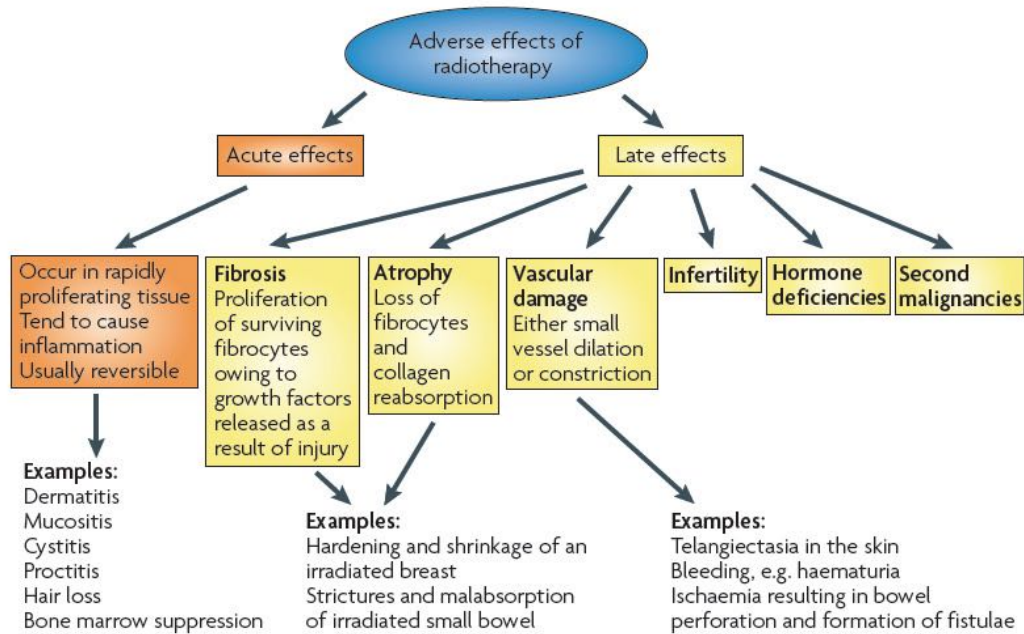 Adverse effects of
radiotherapy
Acute effects
Late effects
Occur in rapidly
proliferating tissue
Tend to cause
inflammation
Usually reversible
Fibrosis
Proliferation
of surviving
fibrocytes
owing to
growth factors
released as a
result of injury
Atrophy
Loss of
fibrocytes
and
collagen
reabsorption
Vascular
damage
Either small
vessel dilation
or constriction
Infertility
Hormone
deficiencies
Second
malignancies
Examples:
Dermatitis
Mucositis
Cystitis
Proctitis
Hair loss
Bone marrow suppression
Examples:
Hardening and shrinkage of an
irradiated breast
Strictures and malabsorption
of irradiated small bowel
Examples:
Telangiectasia in the skin
Bleeding, e.g. haematuria
Ischaemia resulting in bowel
perforation and formation of fistulae